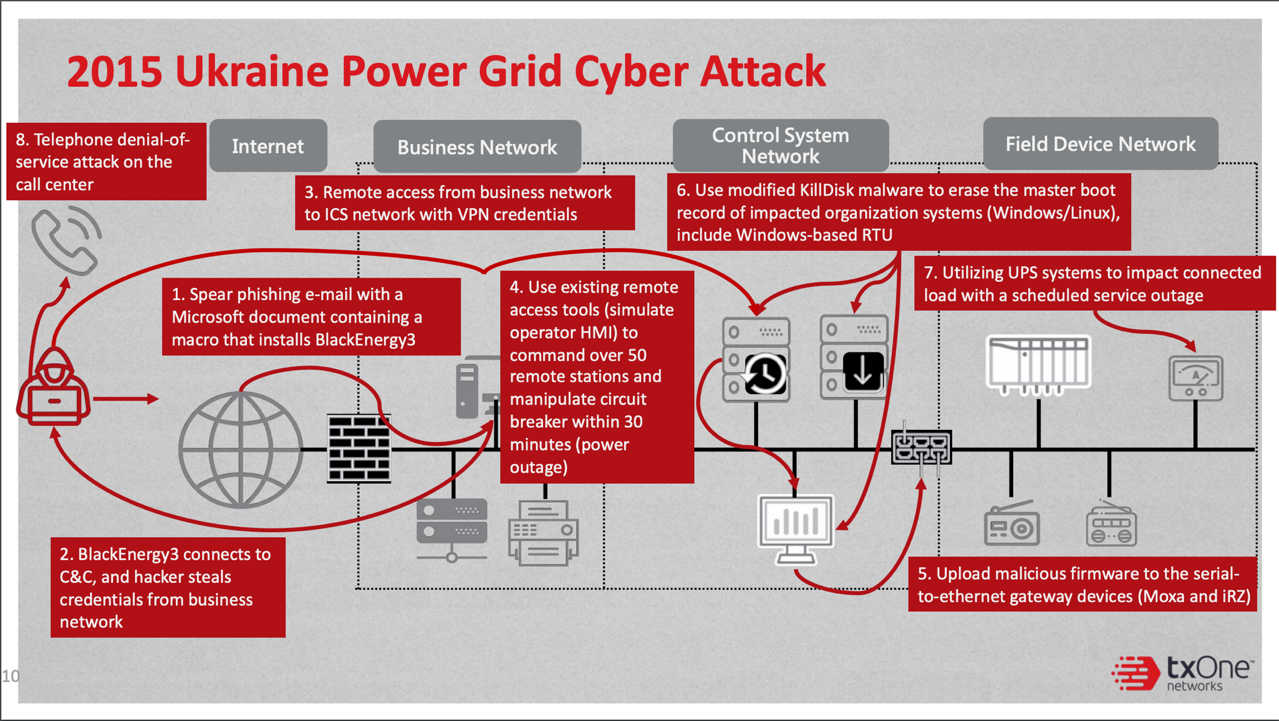 2015 Ukraine Power Grid Cyber Attack
8. Telephone denial-of-
service attack on the
call center
Internet
Business Network
Control System
Network
Field Device Network
3. Remote access from business network
to ICS network with VPN credentials
6. Use modified KillDisk malware to erase the master boot
record of impacted organization systems (Windows/Linux),
include Windows-based RTU
1. Spear phishing e-mail with a
Microsoft document containing a
macro that installs BlackEnergy3
4. Use existing remote
access tools (simulate
operator HMI) to
command over 50
remote stations and
manipulate circuit
breaker within 30
minutes (power
outage)
7. Utilizing UPS systems to impact connected
load with a scheduled service outage
A
2. BlackEnergy3 connects to
C&C, and hacker steals
credentials from business
network
5. Upload malicious firmware to the serial-
to-ethernet gateway devices (Moxa and iRZ)
10
txOne™
networks